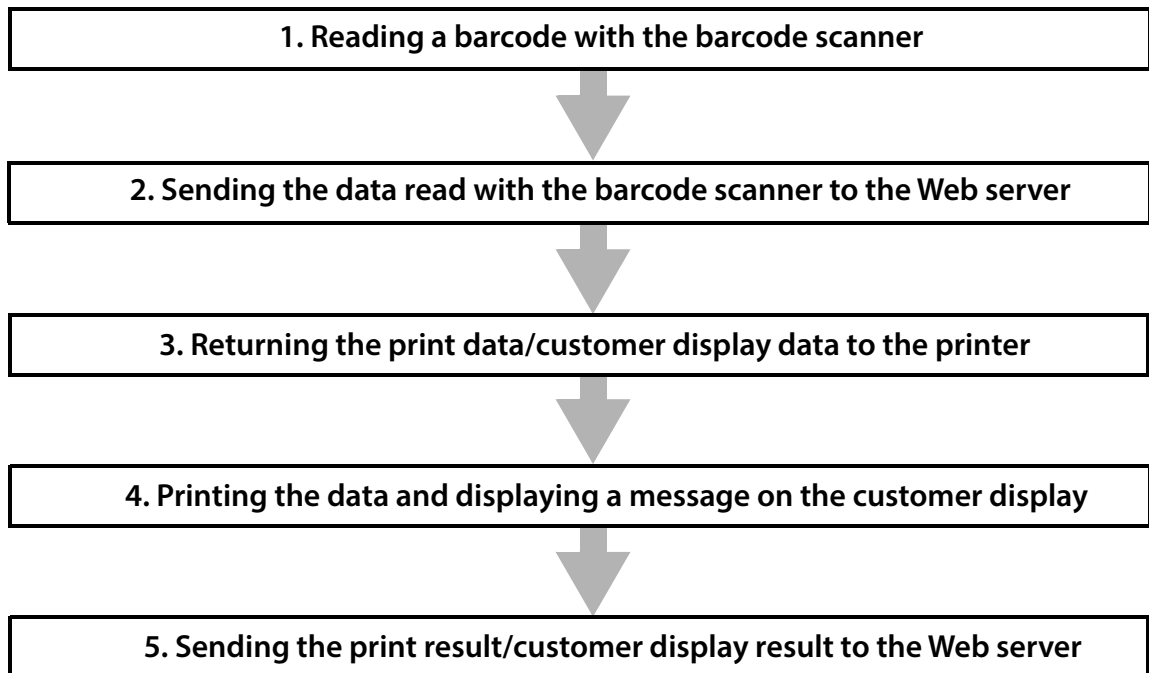 1. Reading a barcode with the barcode scanner
2. Sending the data read with the barcode scanner to the Web server
3. Returning the print data/customer display data to the printer
4. Printing the data and displaying a message on the customer display
5. Sending the print result/customer display result to the Web server